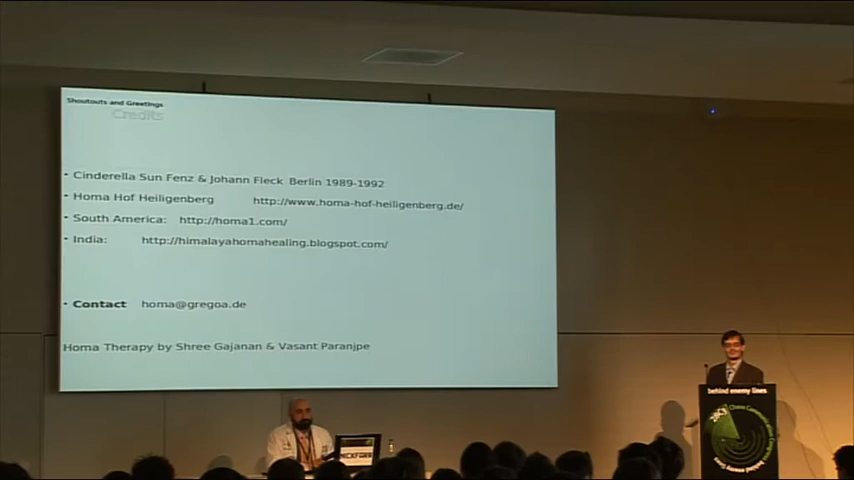 Shoutouts and Greetings
Credits
• Cinderella Sun Fenz & Johann Fleck Berlin 1989-1992
• Homa Hof Heiligenberg http://www.homa-hof-heiligenberg.de/
• South America: http://homa1.com/
• India: http://himalayahomahealing.blogspot.com/
• Contact homa@gregoa.de
Homa Therapy by Shree Gajanan & Vasant Paranjpe
behind enemy lines